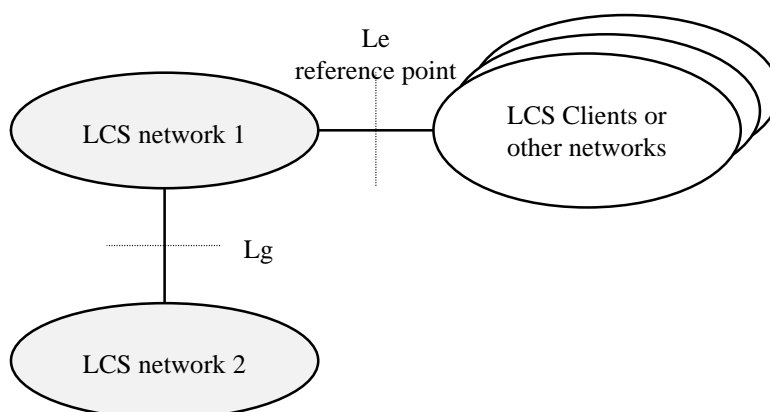 Le
reference point
LCS network 1
LCS Clients or
other networks
Lg
LCS network 2